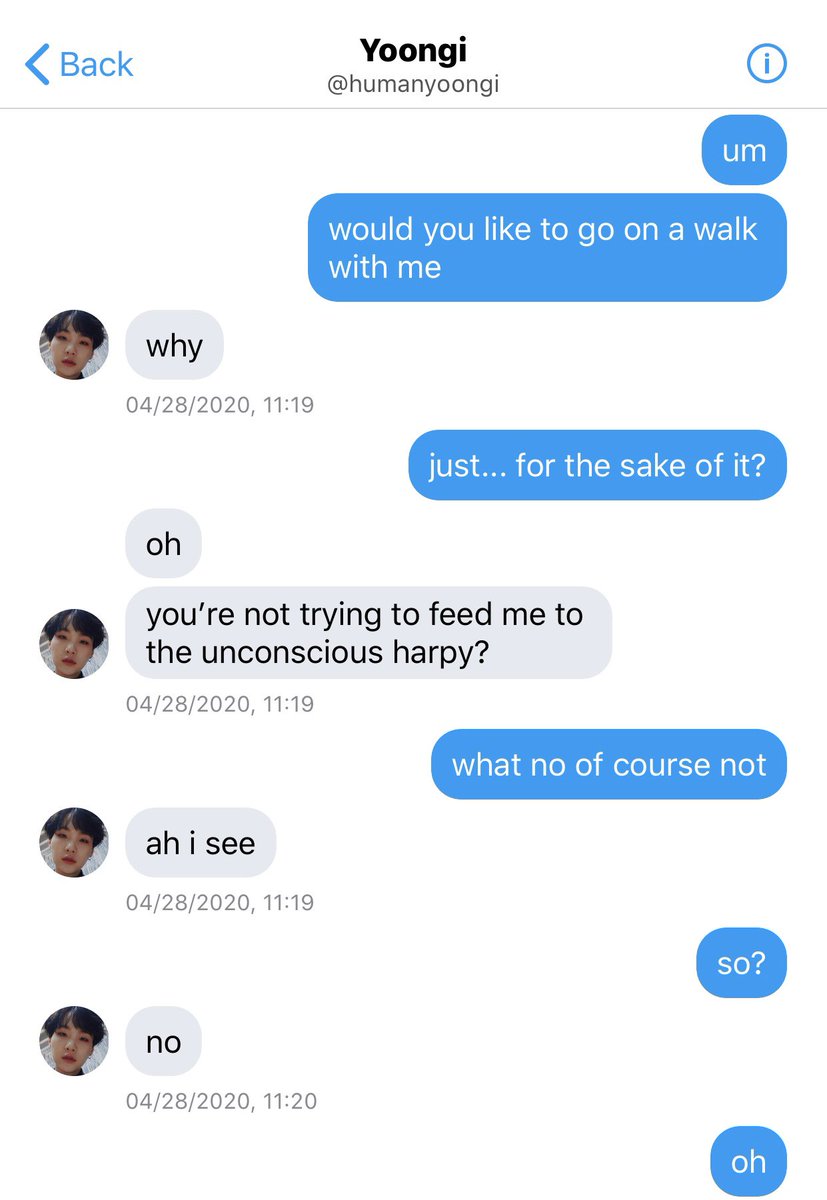 Back
Yoongi
@humanyoongi
um
would you like to go on a walk
with me
why
04/28/2020, 11:19
just... for the sake of it?
oh
you’re not trying to feed me to
the unconscious harpy?
04/28/2020, 11:19
what no of course not
ah i see
04/28/2020, 11:19
so?
no
04/28/2020, 11:20
oh